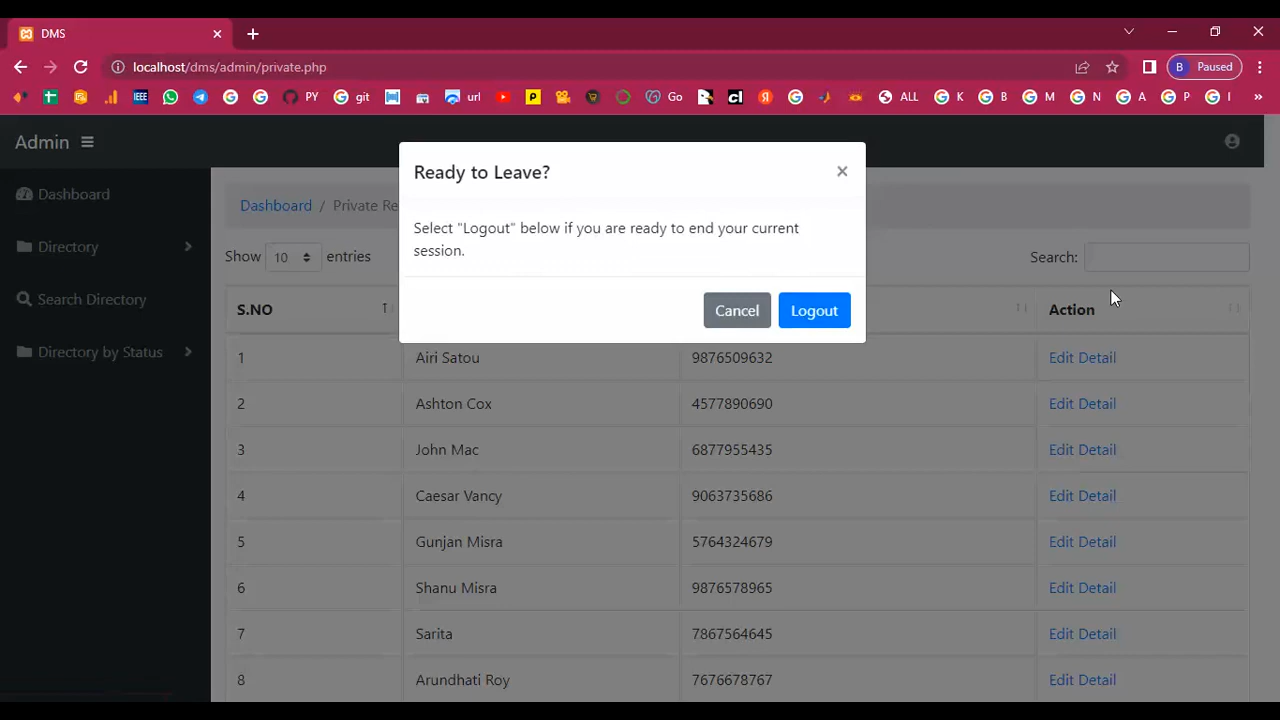 DMS
localhost/dms/admin/private.php
B Paused
IEEE PY git url Go ALL K B M N A P I
Admin
Dashboard
Directory
Search Directory
Directory by Status
Dashboard / Private Re
Ready to Leave?
×
Select "Logout" below if you are ready to end your current
session.
Cancel Logout
Show 10 entries Search:
S.NO Action
1 Airi Satou 9876509632 Edit Detail
2 Ashton Cox 4577890690 Edit Detail
3 John Mac 6877955435 Edit Detail
4 Caesar Vancy 9063735686 Edit Detail
5 Gunjan Misra 5764324679 Edit Detail
6 Shanu Misra 9876578965 Edit Detail
7 Sarita 7867564645 Edit Detail
8 Arundhati Roy 7676678767 Edit Detail